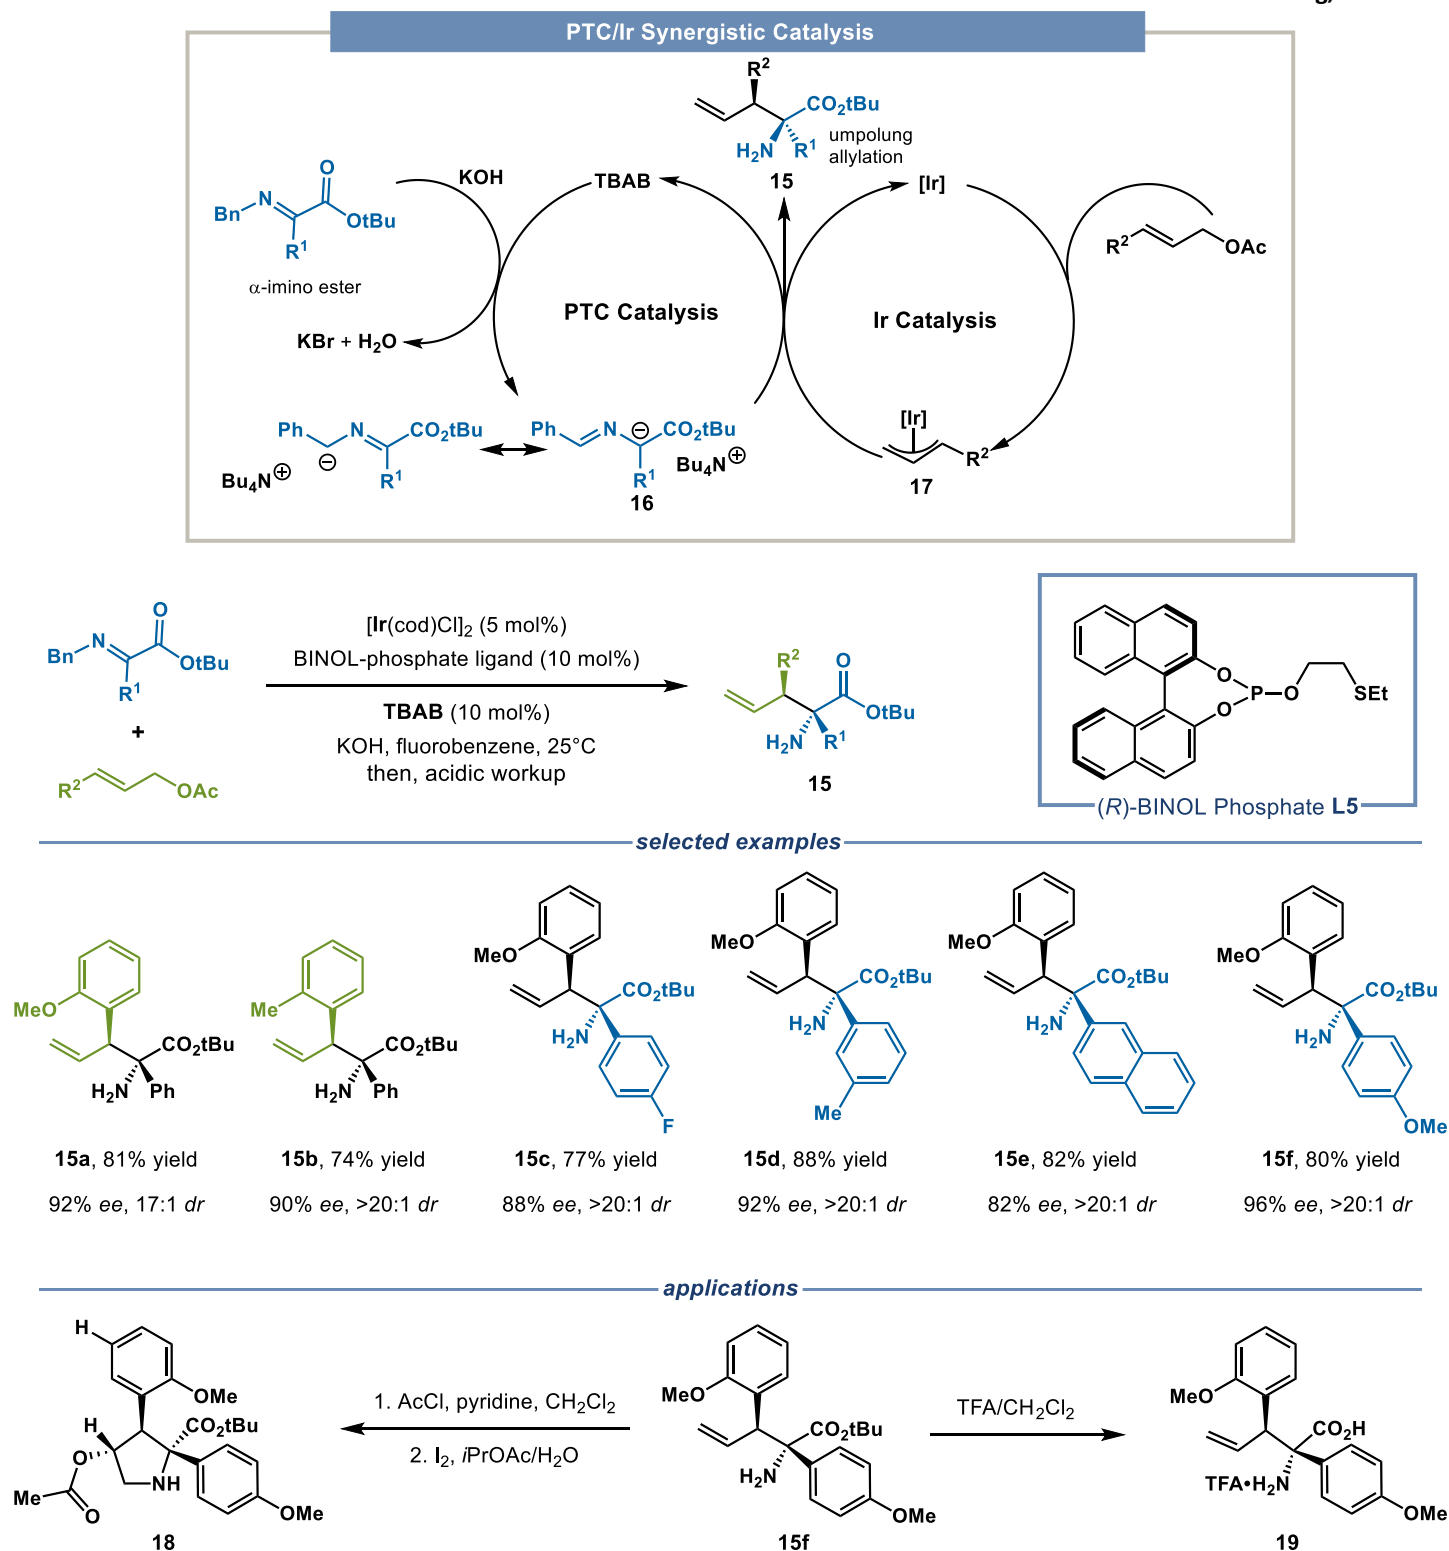 g,
PTC/Ir Synergistic Catalysis
R2
CO2tBu
H2N R1
umpolung
allylation
15
O
N
Bn
OtBu
R1
α-imino ester
KOH
TBAB
[Ir]
R2 OAc
KBr + H2O
PTC Catalysis
Ir Catalysis
Ph N CO2tBu
⊖
R1
Bu4N⊕
Ph N ⊖ CO2tBu
Bu4N⊕
R1
16
[Ir]
R2
17
O
N
Bn
OtBu
R1
+
R2 OAc
[Ir(cod)Cl]2 (5 mol%)
BINOL-phosphate ligand (10 mol%)
TBAB (10 mol%)
KOH, fluorobenzene, 25°C
then, acidic workup
R2 O
OtBu
H2N R1
15
O
P O
O
SEt
(R)-BINOL Phosphate L5
selected examples
MeO
CO2tBu
H2N Ph
15a, 81% yield
92% ee, 17:1 dr
Me
CO2tBu
H2N Ph
15b, 74% yield
90% ee, >20:1 dr
MeO
CO2tBu
H2N
F
15c, 77% yield
88% ee, >20:1 dr
MeO
CO2tBu
H2N
Me
15d, 88% yield
92% ee, >20:1 dr
MeO
CO2tBu
H2N
15e, 82% yield
82% ee, >20:1 dr
MeO
CO2tBu
H2N
OMe
15f, 80% yield
96% ee, >20:1 dr
applications
H
OMe
H CO2tBu
O
NH
Me
O
OMe
18
1. AcCl, pyridine, CH2Cl2
2. I2, iPrOAc/H2O
MeO
CO2tBu
H2N
OMe
15f
TFA/CH2Cl2
MeO
CO2H
TFA•H2N
OMe
19